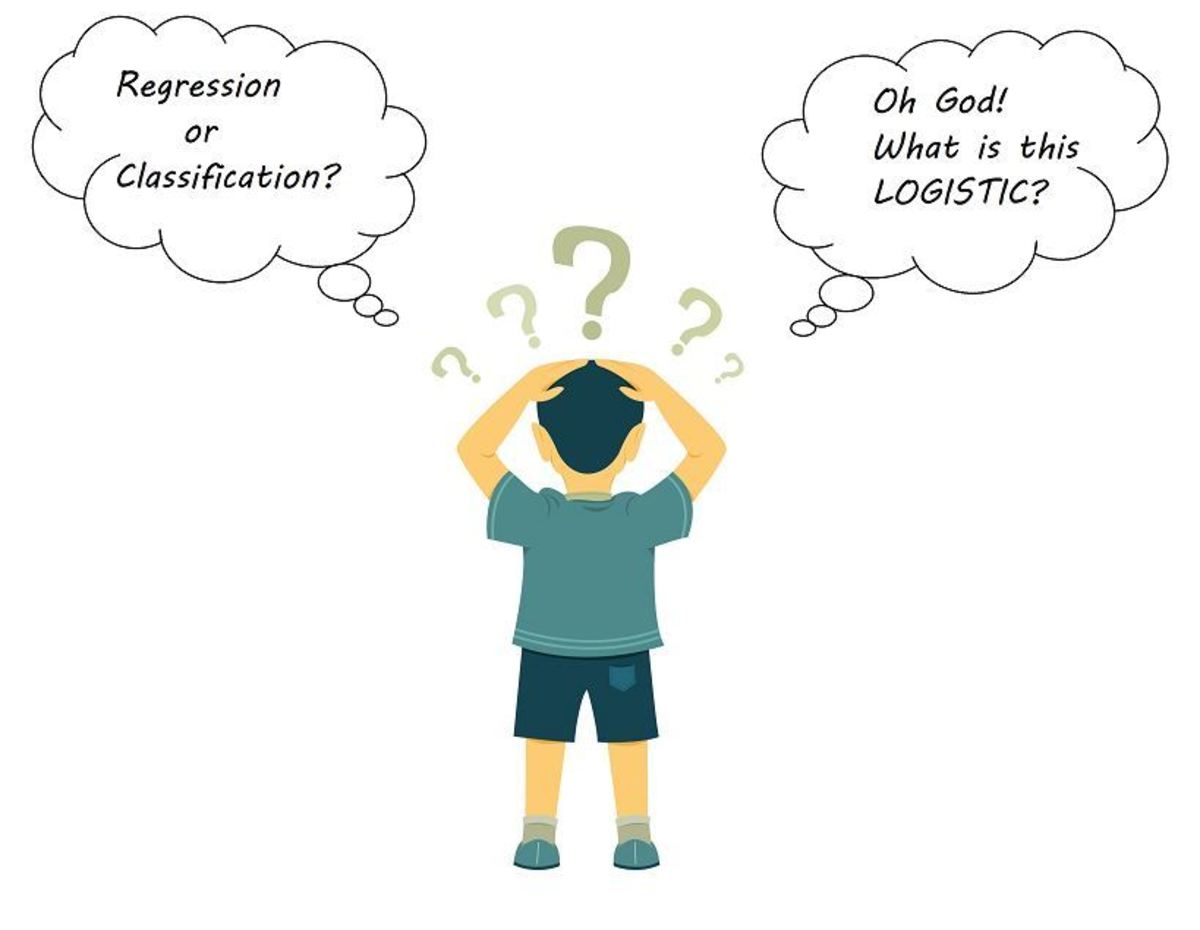 Regression
or
Classification?
Oh God!
What is this
LOGISTIC?
? ? ? ? ?